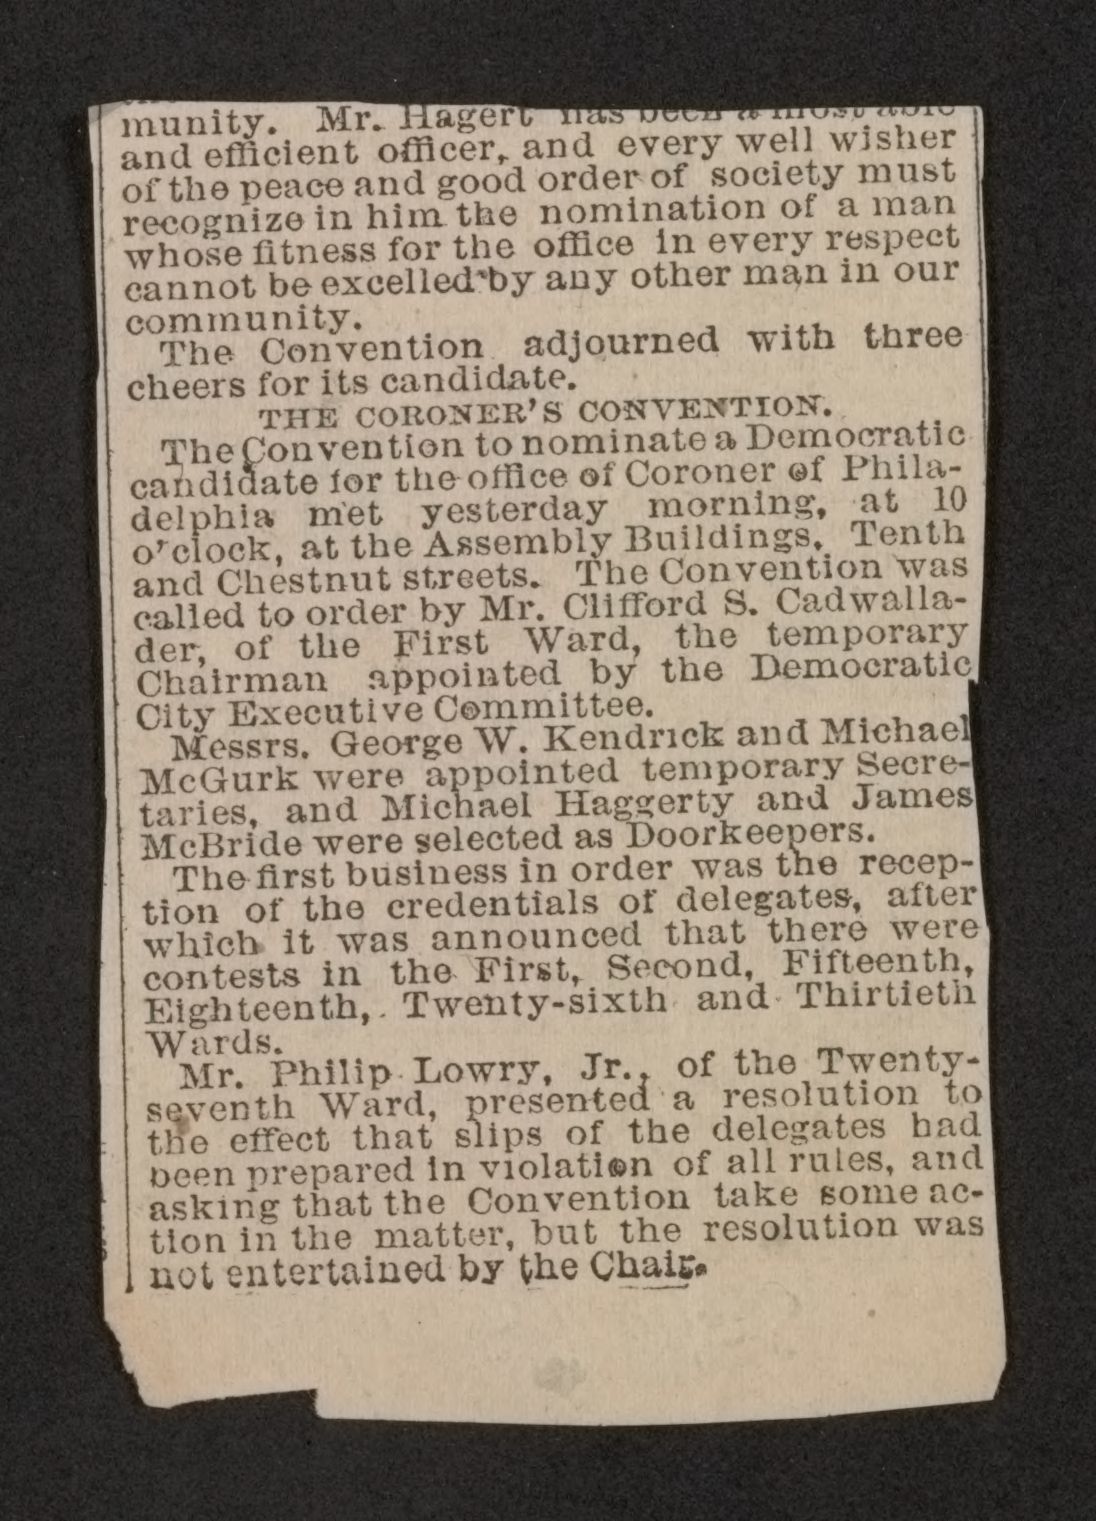 munity. Mr. Hagert has been a most able
and efficient officer, and every well wisher
of the peace and good order of society must
recognize in him the nomination of a man
whose fitness for the office in every respect
cannot be excelled by any other man in our
community.
The Convention adjourned with three
cheers for its candidate.
THE CORONER'S CONVENTION.
The Convention to nominate a Democratic
candidate for the office of Coroner of Phila-
delphia met yesterday morning, at 10
o'clock, at the Assembly Buildings, Tenth
and Chestnut streets. The Convention was
called to order by Mr. Clifford S. Cadwalla-
der, of the First Ward, the temporary
Chairman appointed by the Democratic
City Executive Committee.
Messrs. George W. Kendrick and Michael
McGurk were appointed temporary Secre-
taries, and Michael Haggerty and James
McBride were selected as Doorkeepers.
The first business in order was the recep-
tion of the credentials of delegates, after
which it was announced that there were
contests in the First, Second, Fifteenth,
Eighteenth, Twenty-sixth and Thirtieth
Wards.
Mr. Philip Lowry, Jr., of the Twenty-
seventh Ward, presented a resolution to
the effect that slips of the delegates had
been prepared in violation of all rules, and
asking that the Convention take some ac-
tion in the matter, but the resolution was
not entertained by the Chair.